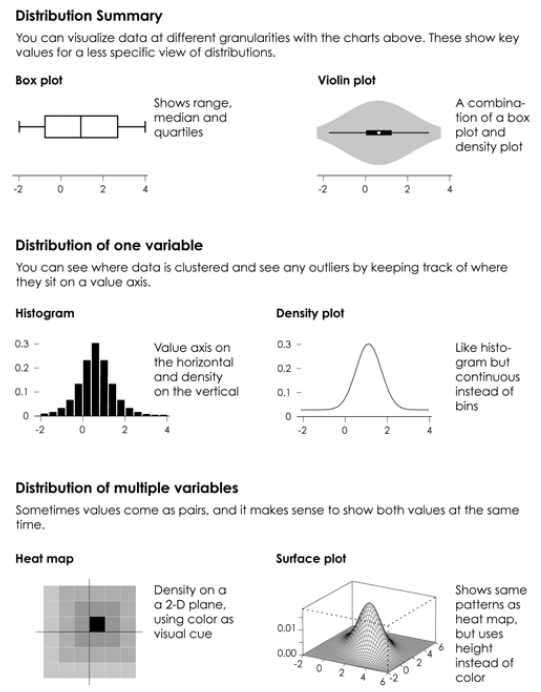 Distribution Summary
You can visualize data at different granularities with the charts above. These show key
values for a less specific view of distributions.
Box plot
Shows range,
median and
quartiles
-2 0 2 4
Violin plot
A combina-
tion of a box
plot and
density plot
-2 0 2 4
Distribution of one variable
You can see where data is clustered and see any outliers by keeping track of where
they sit on a value axis.
Histogram
0.3
0.2
0.1
0
-2 0 2 4
Value axis on
the horizontal
and density
on the vertical
Density plot
0.3
0.2
0.1
0
-2 0 2 4
Like histo-
gram but
continuous
instead of
bins
Distribution of multiple variables
Sometimes values come as pairs, and it makes sense to show both values at the same
time.
Heat map
Density on a
a 2-D plane,
using color as
visual cue
Surface plot
0.01
0.00
-2 0 2 4 6
-2 0 2 4 6
Shows same
patterns as
heat map,
but uses
height
instead of
color